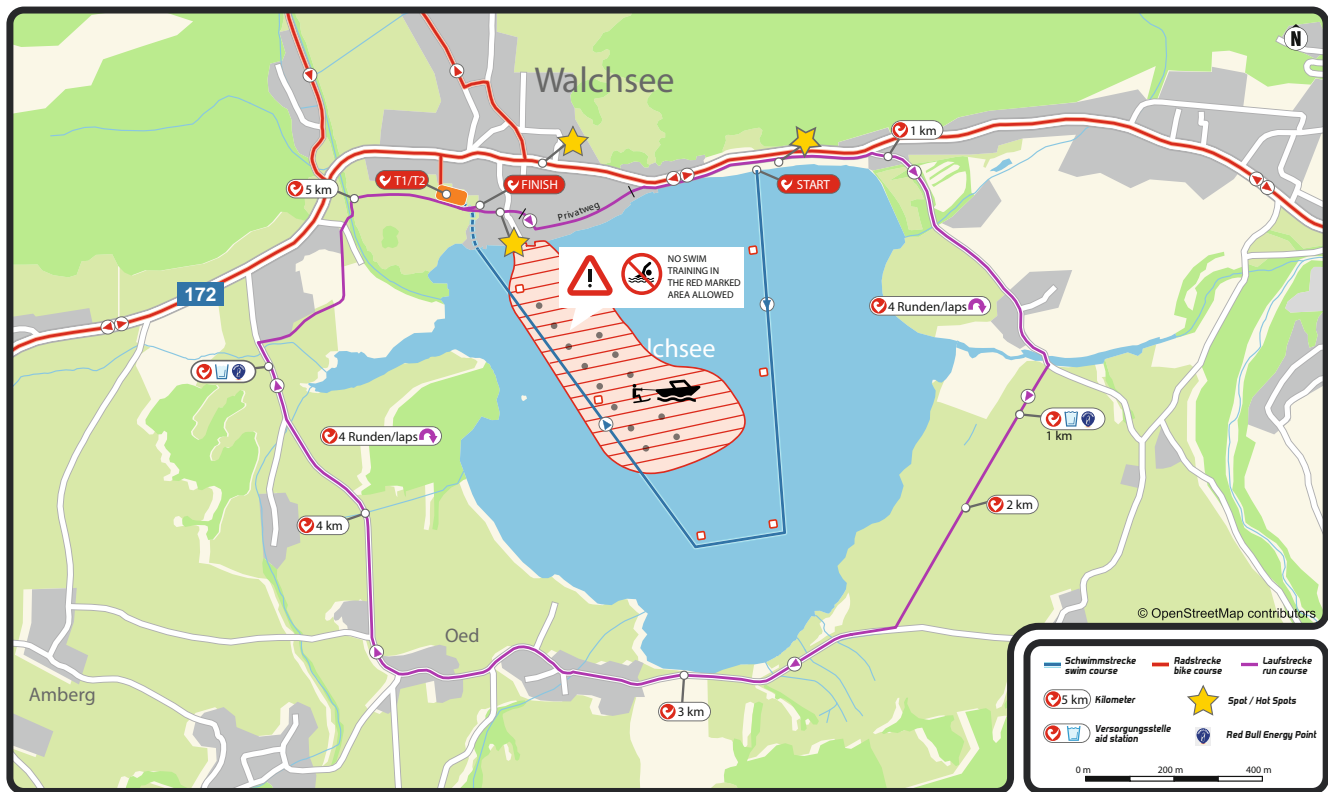 N
Walchsee
1 km
T1/T2
5 km
FINISH
START
Privatweg
NO SWIM
TRAINING IN
THE RED MARKED
AREA ALLOWED
172
4 Runden/laps
lchsee
1 km
4 Runden/laps
2 km
4 km
© OpenStreetMap contributors
Oed
Amberg
3 km
Schwimmstrecke
swim course
Radstrecke
bike course
Laufstrecke
run course
5 km
Kilometer
Spot / Hot Spots
Versorgungsstelle
aid station
Red Bull Energy Point
0 m
200 m
400 m